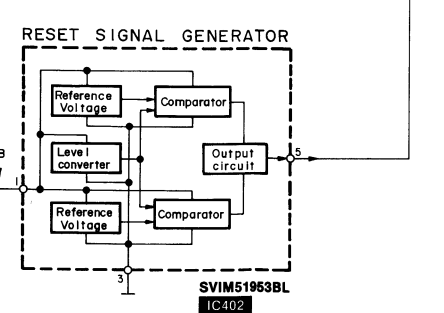 RESET SIGNAL GENERATOR
Reference
Voltage
Comparator
B
Level
converter
Output
circuit
5
1
Reference
Voltage
Comparator
3
SVIM51953BL
IC402